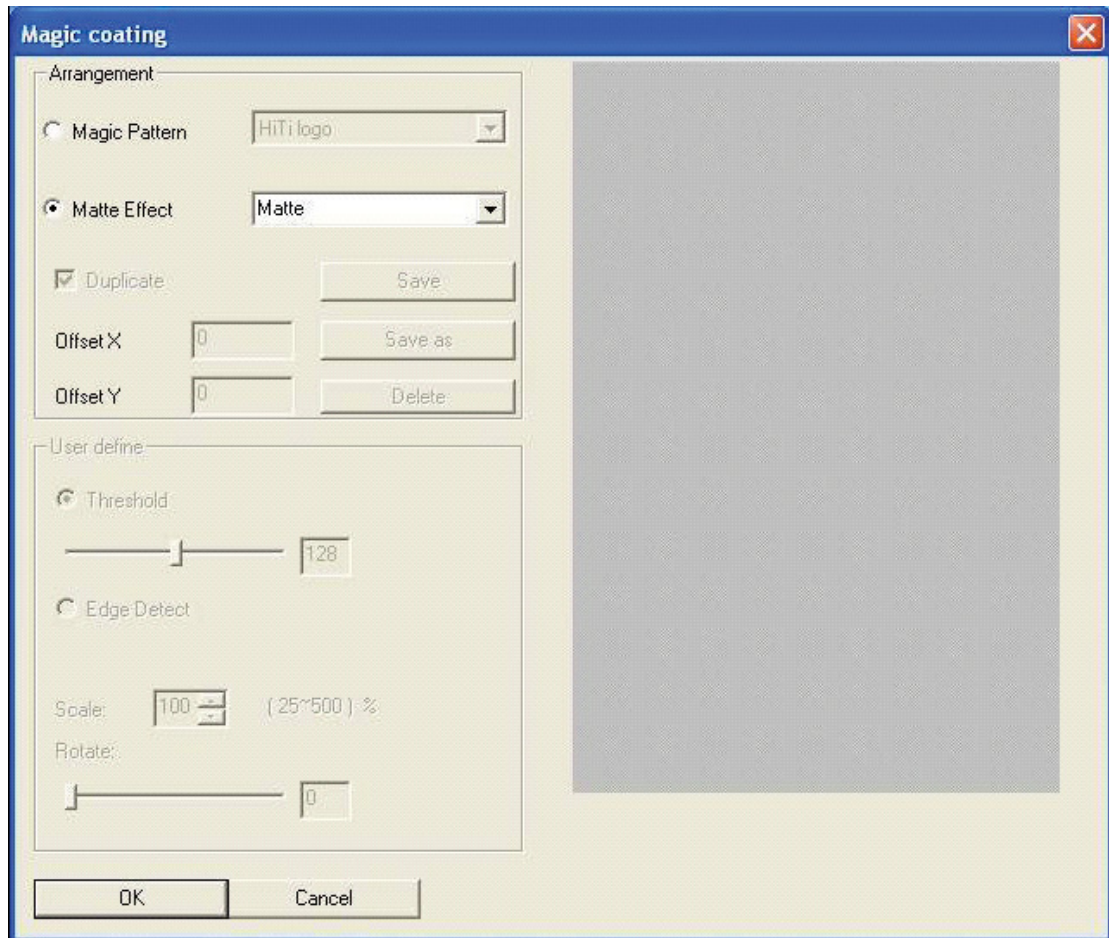 Magic coating
Arrangement
Magic Pattern HiTi logo
Matte Effect Matte
Duplicate Save
Offset X 0 Save as
Offset Y 0 Delete
User define
Threshold
128
Edge Detect
Scale: 100 (25~500) %
Rotate:
0
OK Cancel